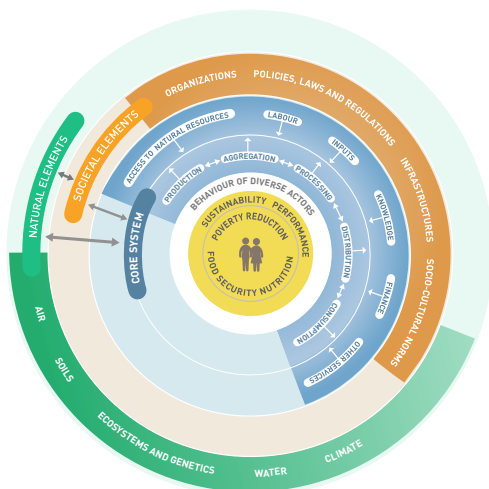 ORGANIZATIONS
POLICIES, LAWS AND REGULATIONS
INFRASTRUCTURES
SOCIO-CULTURAL NORMS
NATURAL ELEMENTS
SOCIETAL ELEMENTS
CORE SYSTEM
ACCESS TO NATURAL RESOURCES
LABOUR
INPUTS
KNOWLEDGE
FINANCE
OTHER SERVICES
PRODUCTION
AGGREGATION
PROCESSING
DISTRIBUTION
CONSUMPTION
BEHAVIOUR OF DIVERSE ACTORS
SUSTAINABILITY PERFORMANCE
POVERTY REDUCTION
FOOD SECURITY NUTRITION
AIR
SOILS
ECOSYSTEMS AND GENETICS
WATER
CLIMATE